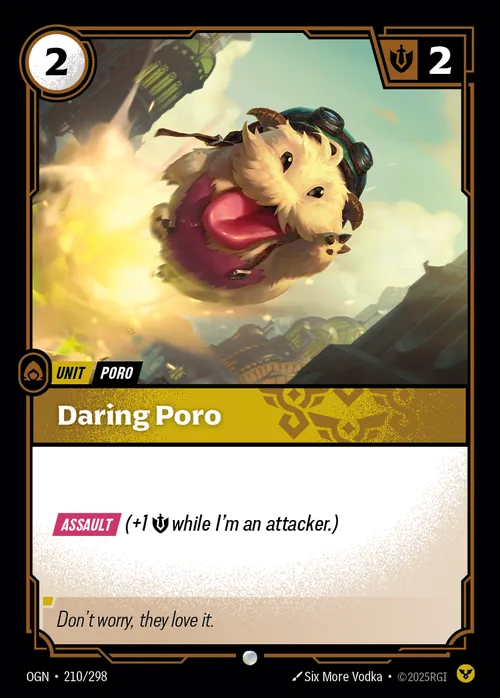 2
2
UNIT PORO
Daring Poro
ASSAULT (+1 while I'm an attacker.)
Don't worry, they love it.
OGN • 210/298
Six More Vodka • ©2025RGI